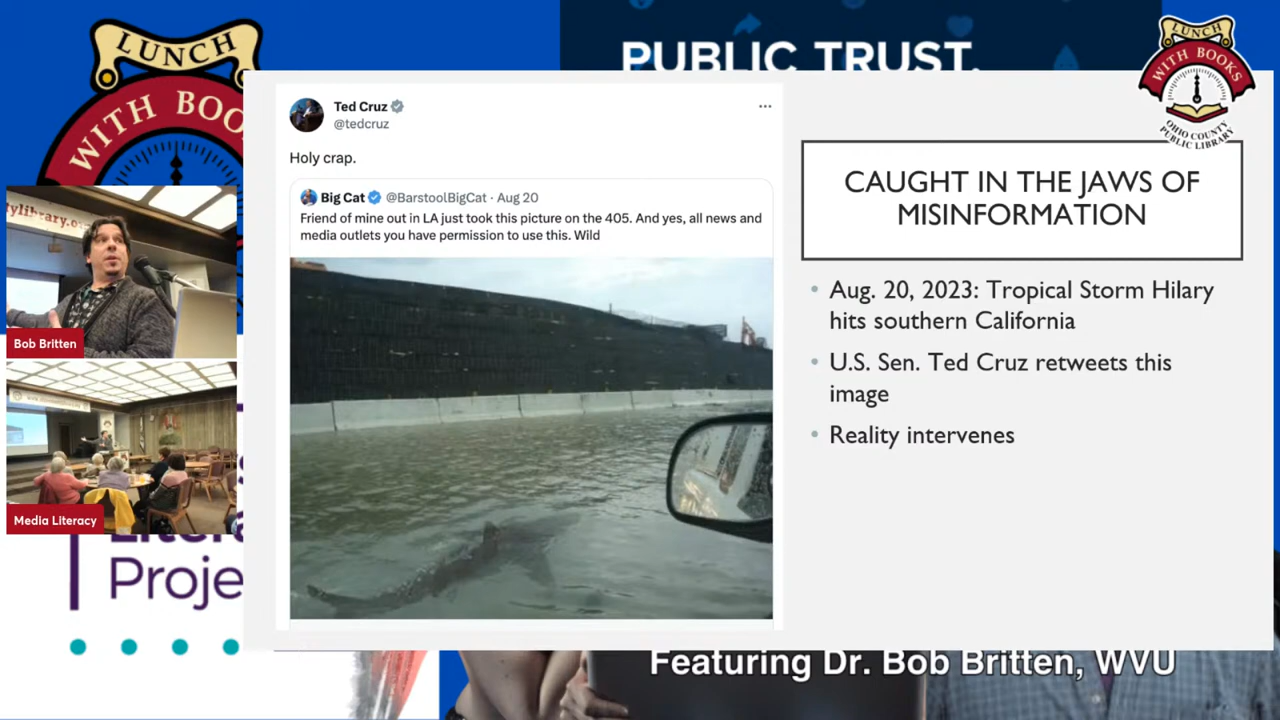 LUNCH
WITH BOO
PUBLIC TRUST.
LUNCH
WITH BOOKS
OHIO COUNTY
PUBLIC LIBRARY
Ted Cruz
@tedcruz
Holy crap.
Big Cat @BarstoolBigCat · Aug 20
Friend of mine out in LA just took this picture on the 405. And yes, all news and
media outlets you have permission to use this. Wild
CAUGHT IN THE JAWS OF
MISINFORMATION
• Aug. 20, 2023: Tropical Storm Hilary
hits southern California
• U.S. Sen. Ted Cruz retweets this
image
• Reality intervenes
ylibrary.o
Bob Britten
Media Literacy
Proje
Featuring Dr. Bob Britten, WVU